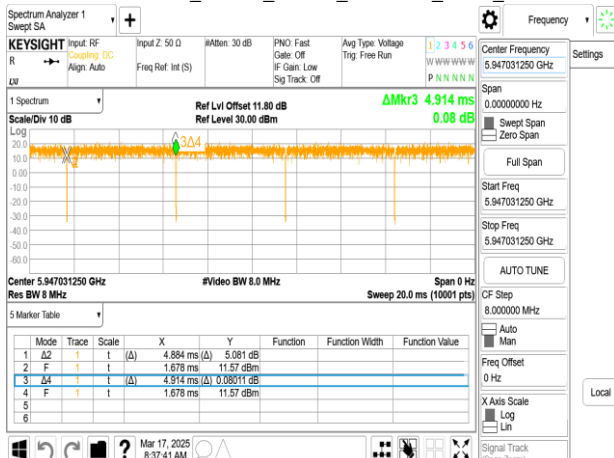 Spectrum Analyzer 1
Swept SA
Frequency
Settings
KEYSIGHT
R
LXI
Input: RF
Coupling: DC
Align: Auto
Input Z: 50 Ω
Freq Ref: Int (S)
#Atten: 30 dB
PNO: Fast
Gate: Off
IF Gain: Low
Sig Track: Off
Avg Type: Voltage
Trig: Free Run
1 2 3 4 5 6
W W W W W W
P N N N N N
1 Spectrum
Scale/Div 10 dB
Log
Ref Lvl Offset 11.80 dB
Ref Level 30.00 dBm
ΔMkr3 4.914 ms
0.08 dB
20.0
10.0
0.00
-10.0
-20.0
-30.0
-40.0
-50.0
-60.0
3Δ4
Center 5.947031250 GHz
Res BW 8 MHz
#Video BW 8.0 MHz
Span 0 Hz
Sweep 20.0 ms (10001 pts)
5 Marker Table
Mode Trace Scale X Y Function Function Width Function Value
1 Δ2 1 t (Δ) 4.884 ms (Δ) 5.081 dB
2 F 1 t 1.678 ms 11.57 dBm
3 Δ4 1 t (Δ) 4.914 ms (Δ) 0.08011 dB
4 F 1 t 1.678 ms 11.57 dBm
5
6
Mar 17, 2025
8:37:41 AM
Center Frequency
5.947031250 GHz
Span
0.00000000 Hz
Swept Span
Zero Span
Full Span
Start Freq
5.947031250 GHz
Stop Freq
5.947031250 GHz
AUTO TUNE
CF Step
8.000000 MHz
Auto
Man
Freq Offset
0 Hz
X Axis Scale
Log
Lin
Signal Track
Local